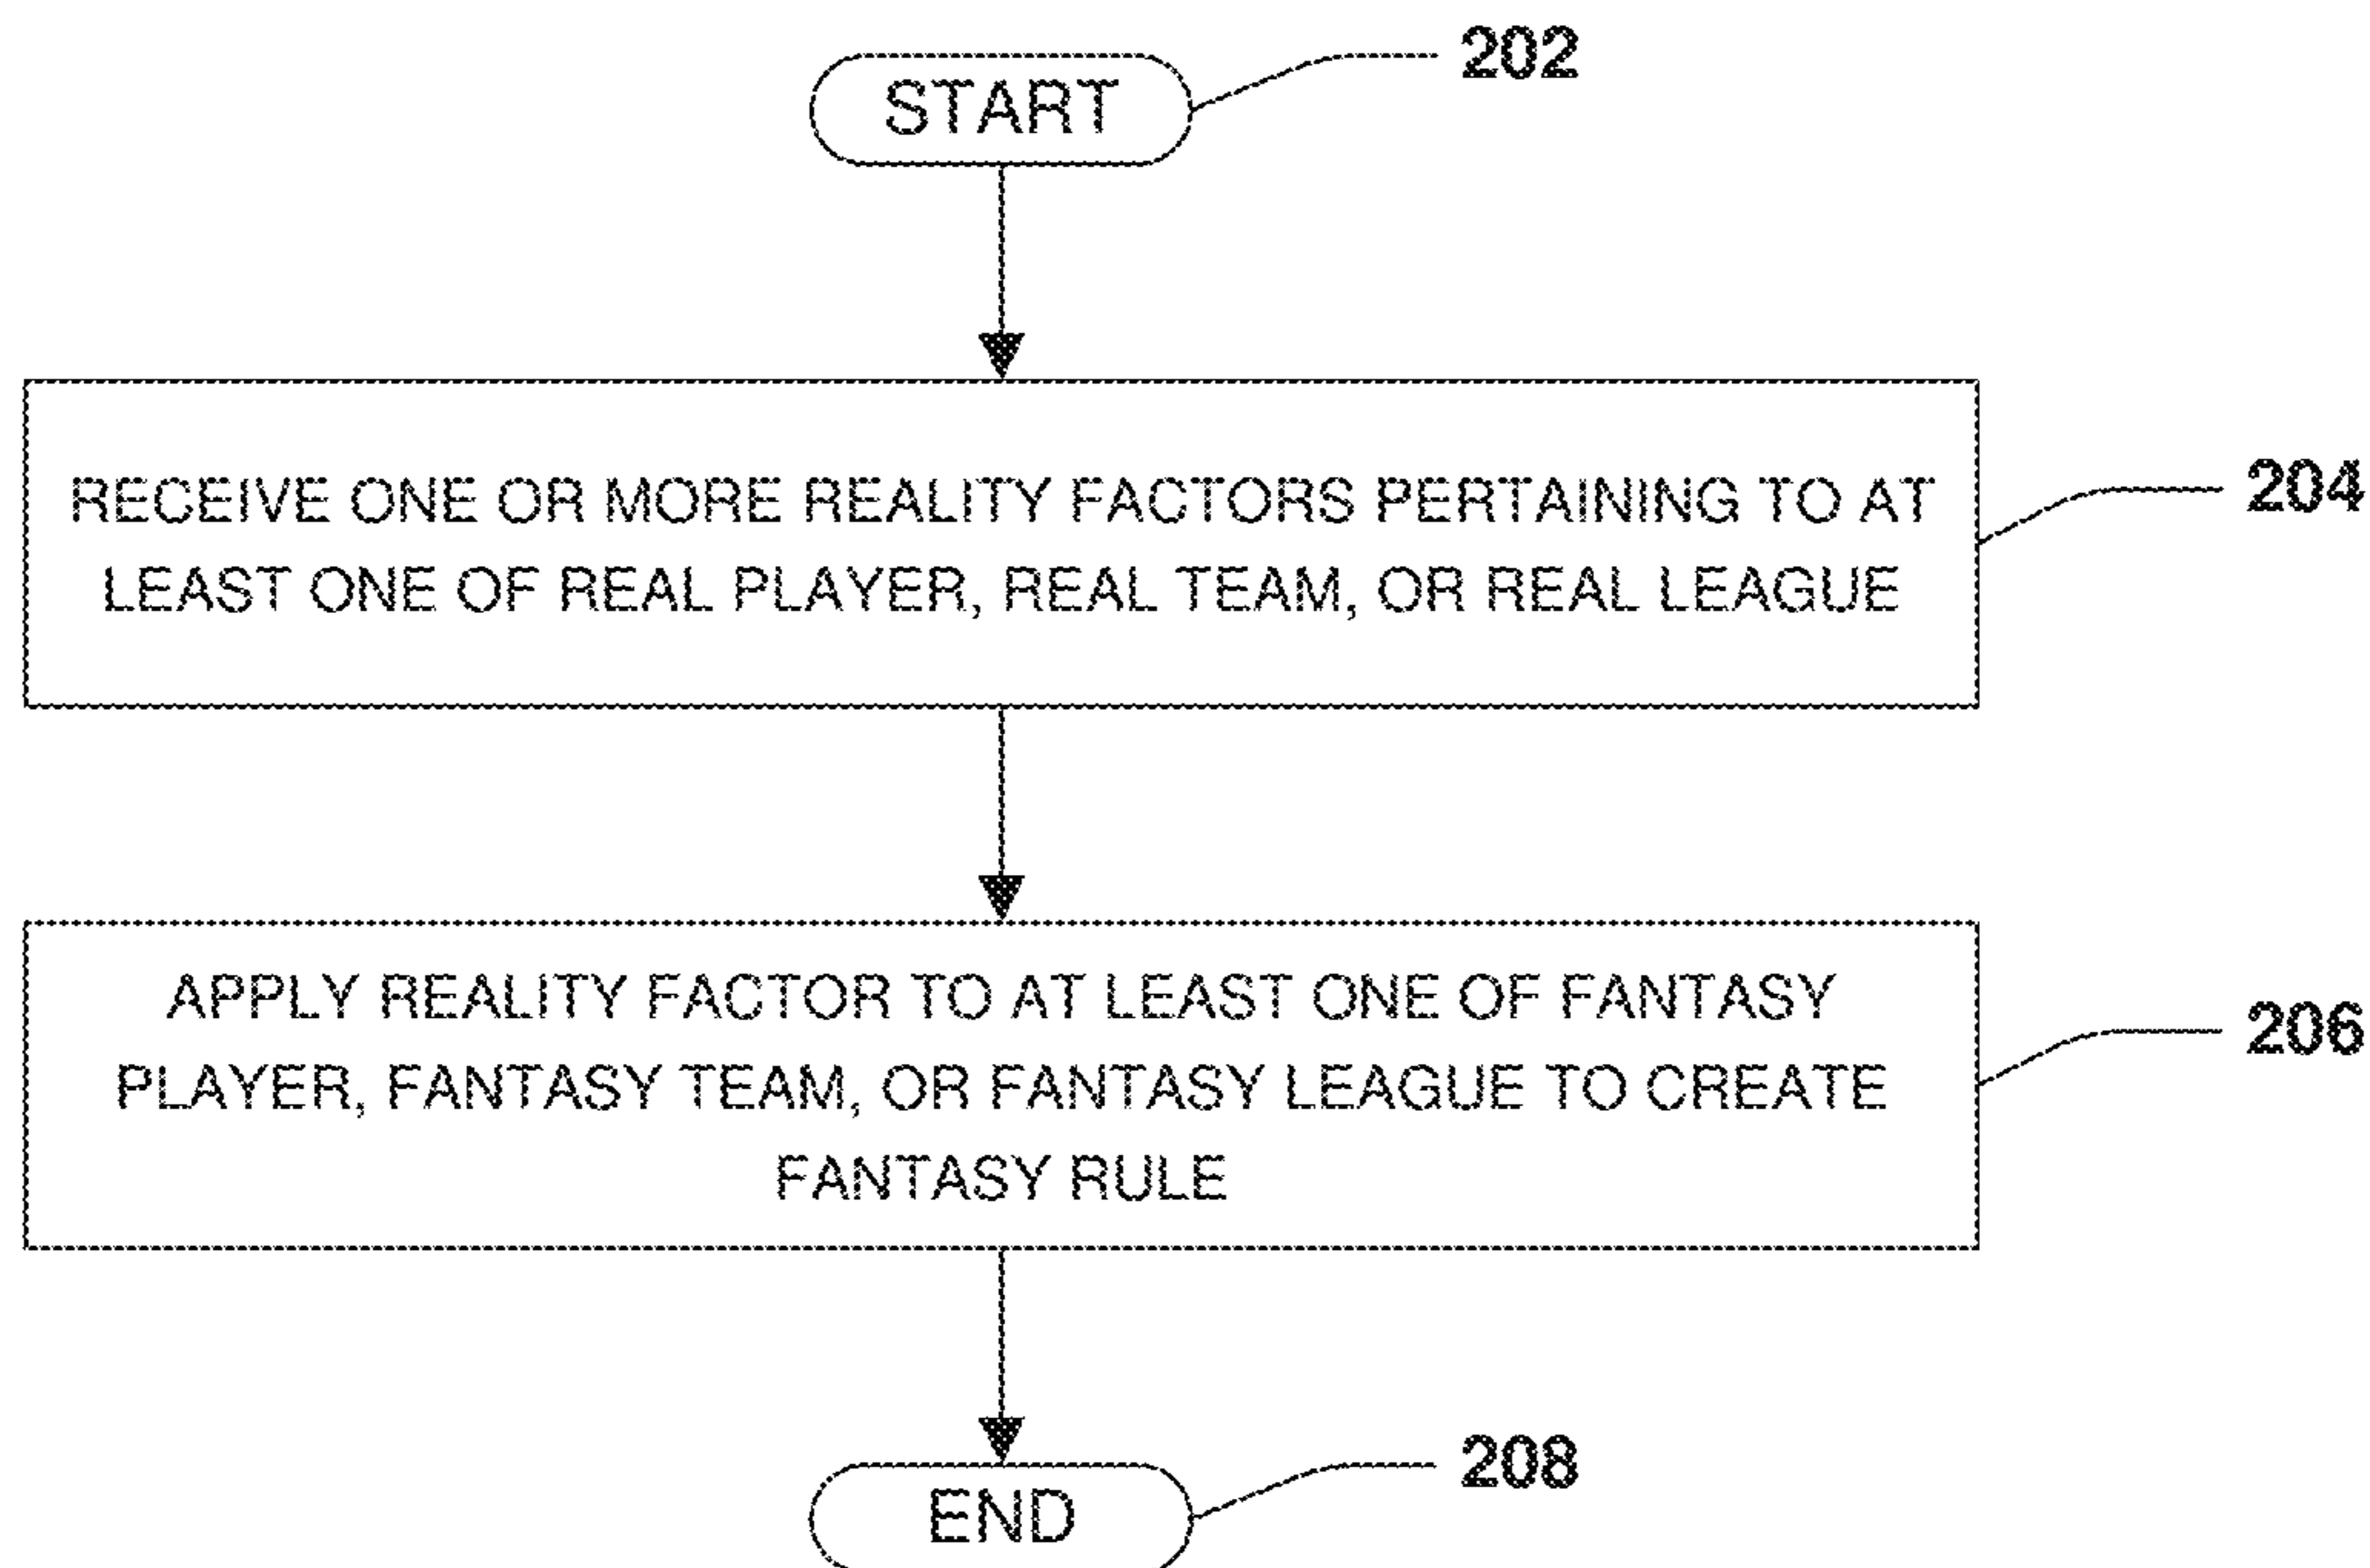 START
202
RECEIVE ONE OR MORE REALITY FACTORS PERTAINING TO AT
LEAST ONE OF REAL PLAYER, REAL TEAM, OR REAL LEAGUE
204
APPLY REALITY FACTOR TO AT LEAST ONE OF FANTASY
PLAYER, FANTASY TEAM, OR FANTASY LEAGUE TO CREATE
FANTASY RULE
206
END
208